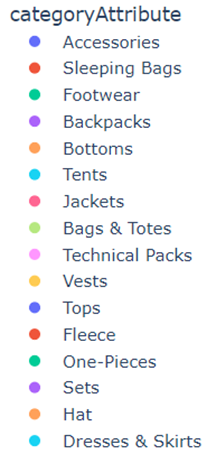 categoryAttribute
Accessories
Sleeping Bags
Footwear
Backpacks
Bottoms
Tents
Jackets
Bags & Totes
Technical Packs
Vests
Tops
Fleece
One-Pieces
Sets
Hat
Dresses & Skirts